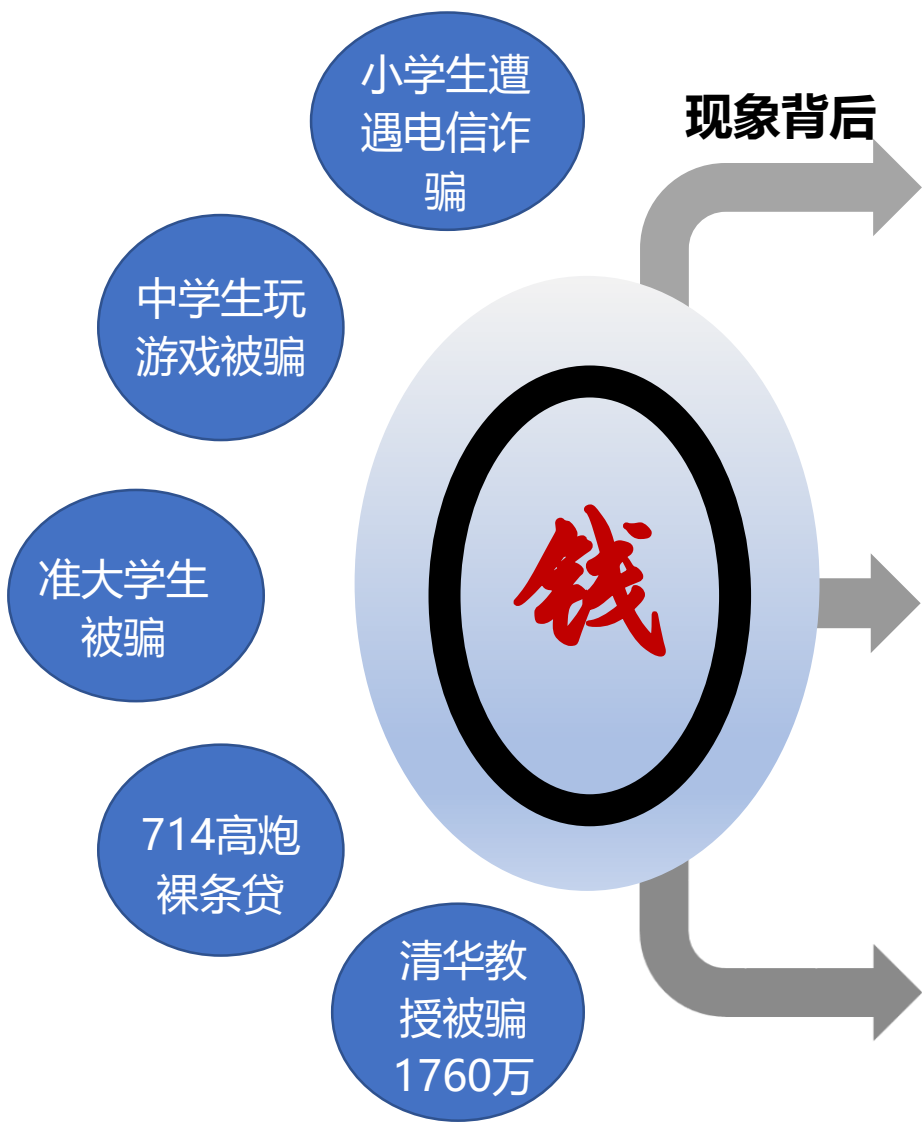 小学生遭
遇电信诈
骗
现象背后
中学生玩
游戏被骗
钱
准大学生
被骗
714高炮
裸条贷
清华教
授被骗
1760万